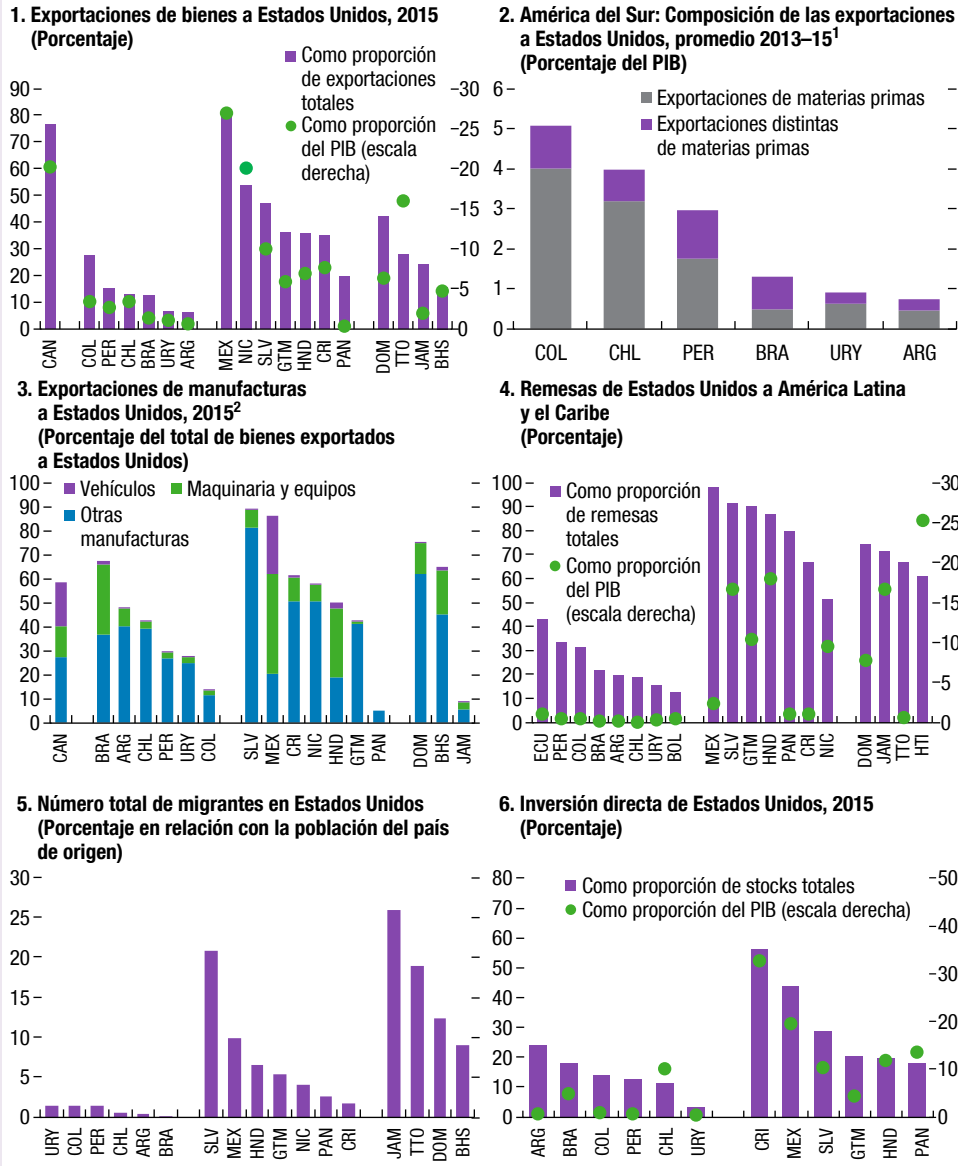 1. Exportaciones de bienes a Estados Unidos, 2015
(Porcentaje)
Como proporción
de exportaciones
totales
Como proporción
del PIB (escala
derecha)
90
80
70
60
50
40
30
20
10
0
30
25
20
15
10
5
0
CAN
COL
PER
CHL
BRA
URY
ARG
MEX
NIC
SLV
GTM
HND
CRI
PAN
DOM
TTO
JAM
BHS
2. América del Sur: Composición de las exportaciones
a Estados Unidos, promedio 2013–15¹
(Porcentaje del PIB)
Exportaciones de materias primas
Exportaciones distintas
de materias primas
6
5
4
3
2
1
0
COL
CHL
PER
BRA
URY
ARG
3. Exportaciones de manufacturas
a Estados Unidos, 2015²
(Porcentaje del total de bienes exportados
a Estados Unidos)
Vehículos
Maquinaria y equipos
Otras
manufacturas
100
90
80
70
60
50
40
30
20
10
0
CAN
BRA
ARG
CHL
PER
URY
COL
SLV
MEX
CRI
NIC
HND
GTM
PAN
DOM
BHS
JAM
4. Remesas de Estados Unidos a América Latina
y el Caribe
(Porcentaje)
Como proporción
de remesas
totales
Como proporción
del PIB
(escala derecha)
100
90
80
70
60
50
40
30
20
10
0
30
25
20
15
10
5
0
ECU
PER
COL
BRA
ARG
CHL
URY
BOL
MEX
SLV
GTM
HND
PAN
CRI
NIC
DOM
JAM
TTO
HTI
5. Número total de migrantes en Estados Unidos
(Porcentaje en relación con la población del país
de origen)
30
25
20
15
10
5
0
URY
COL
PER
CHL
ARG
BRA
SLV
MEX
HND
GTM
NIC
PAN
CRI
JAM
TTO
DOM
BHS
6. Inversión directa de Estados Unidos, 2015
(Porcentaje)
Como proporción de stocks totales
Como proporción del PIB (escala derecha)
80
70
60
50
40
30
20
10
0
50
40
30
20
10
0
ARG
BRA
COL
PER
CHL
URY
CRI
MEX
SLV
GTM
HND
PAN